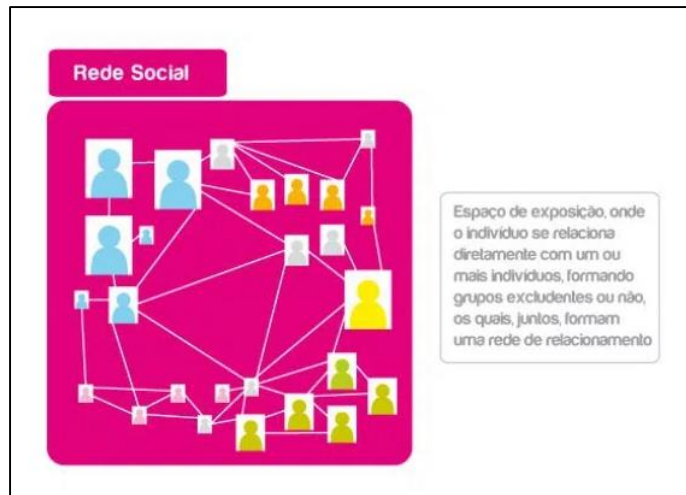 Rede Social
Espaço de exposição, onde
o indivíduo se relaciona
diretamente com um ou
mais indivíduos, formando
grupos excludentes ou não,
os quais, juntos, formam
uma rede de relacionamento